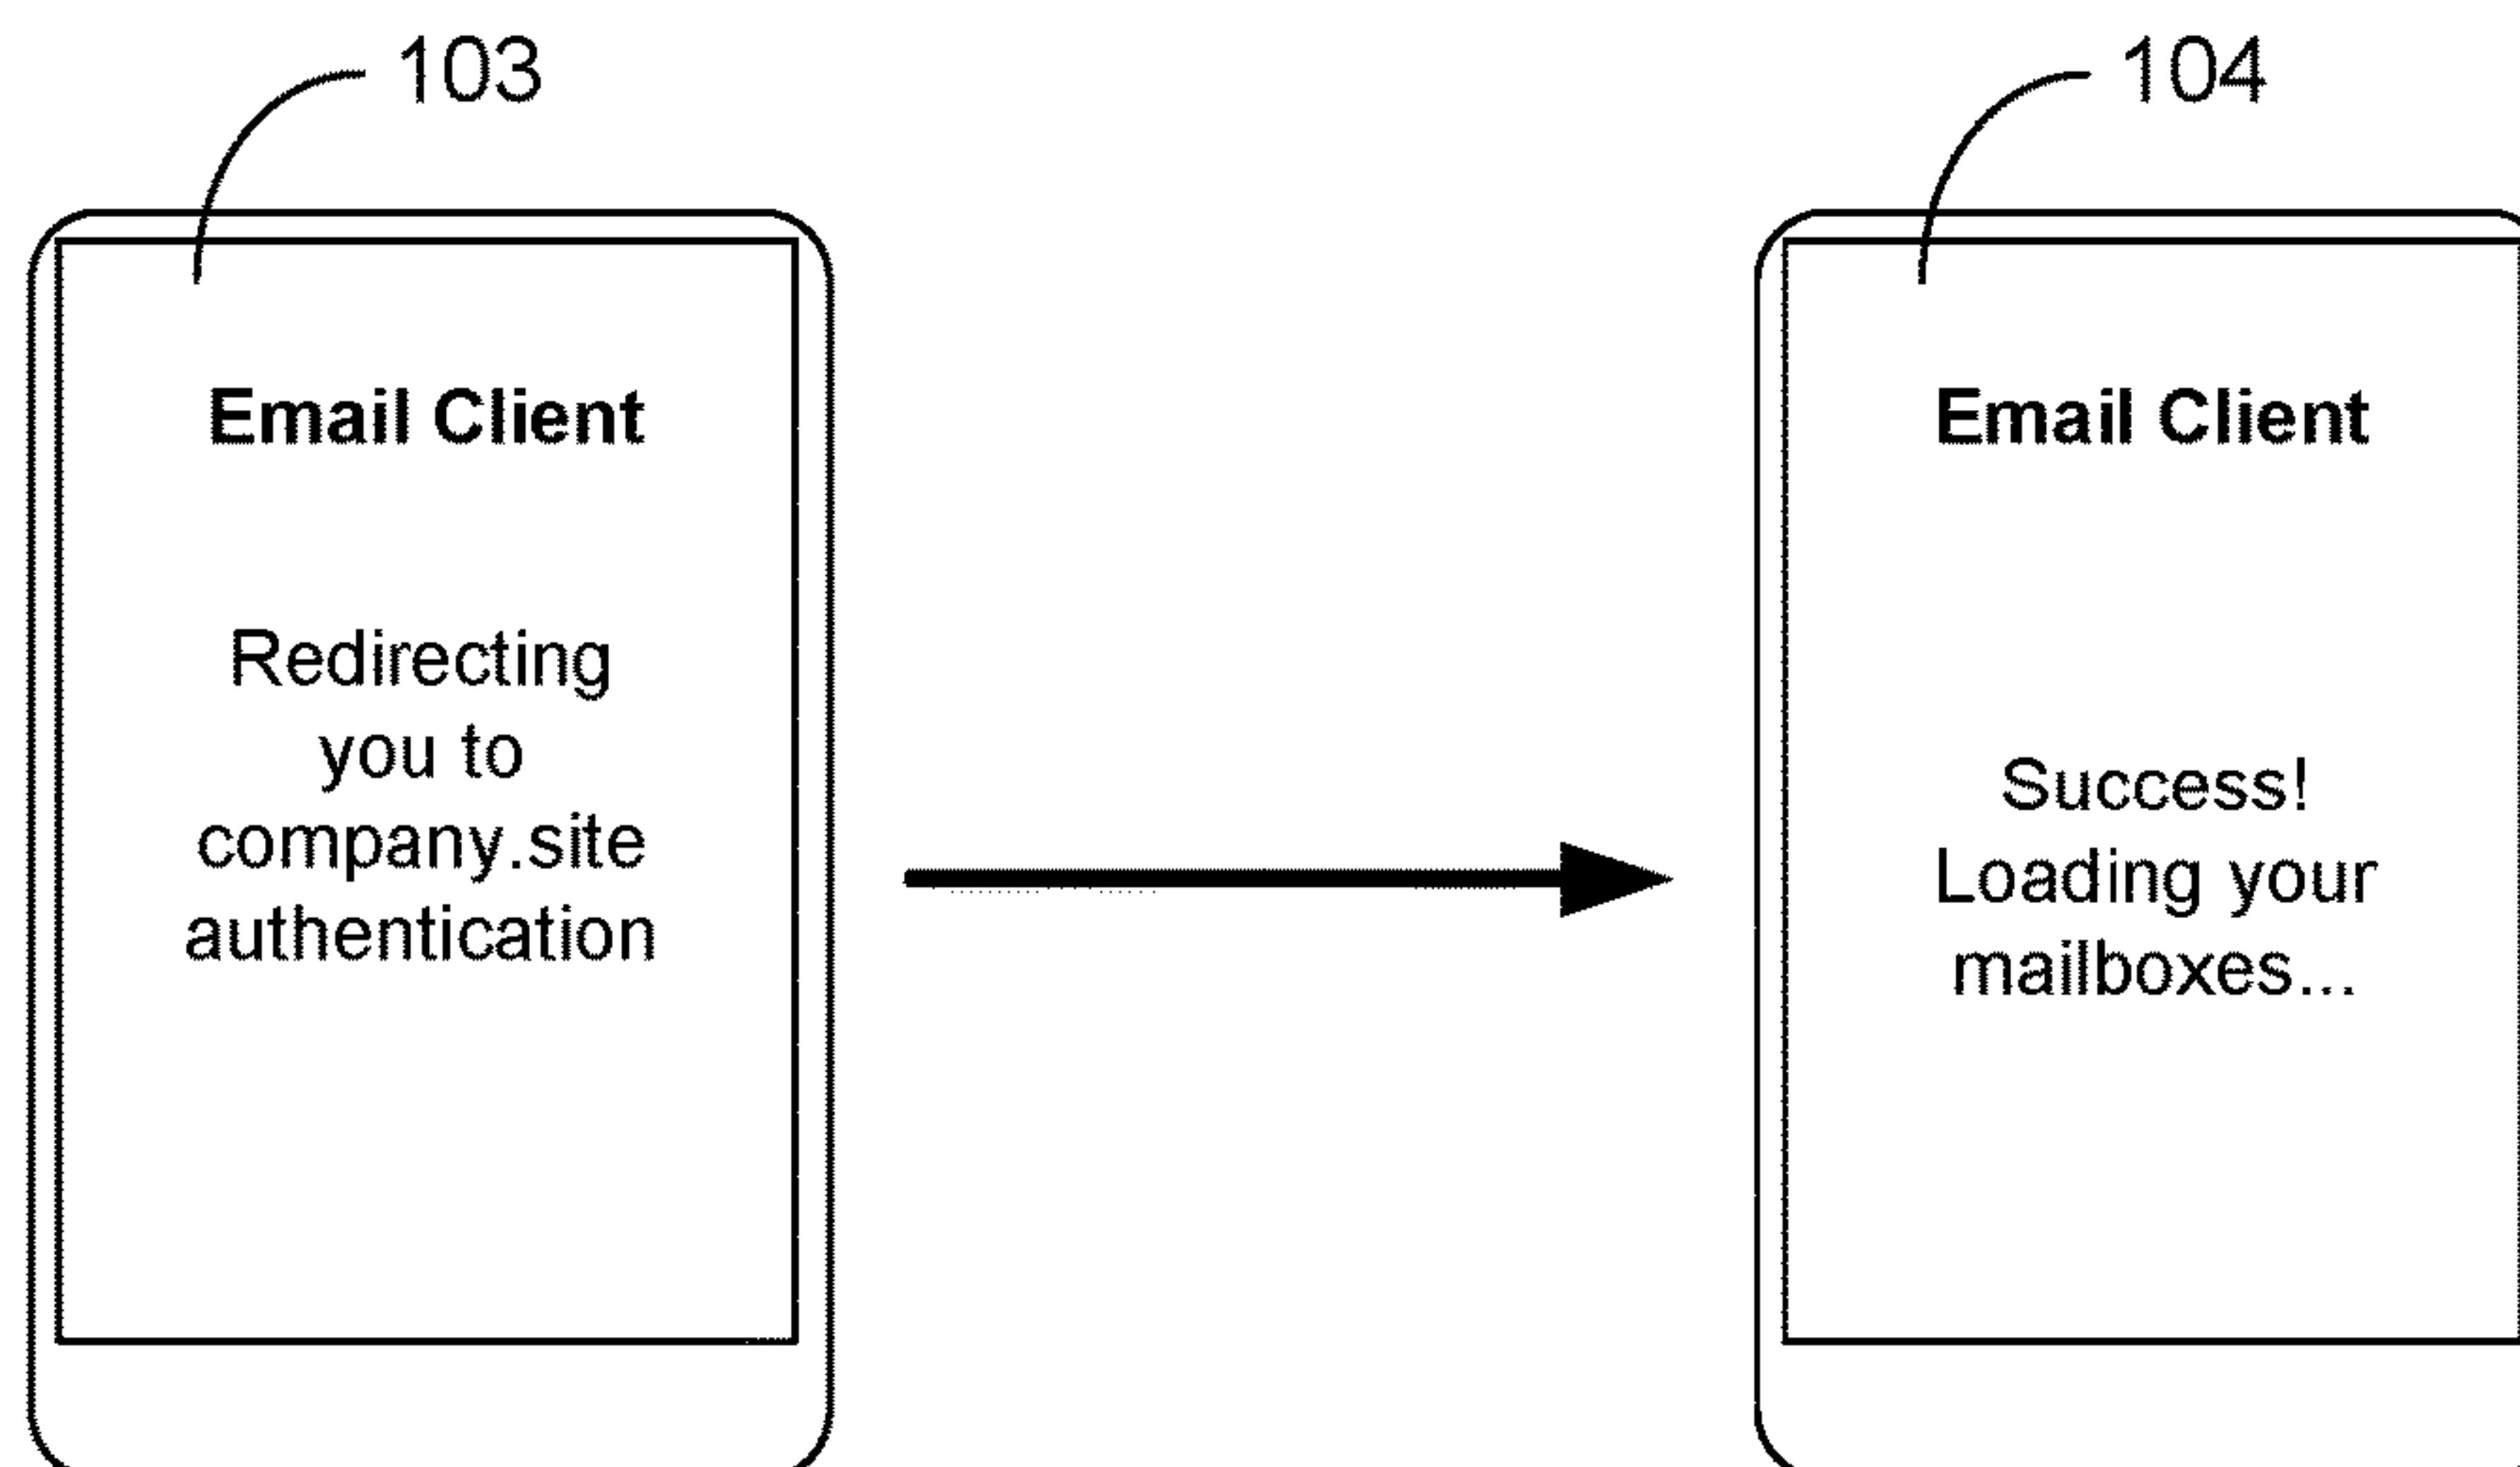 103
Email Client
Redirecting
you to
company.site
authentication
104
Email Client
Success!
Loading your
mailboxes...